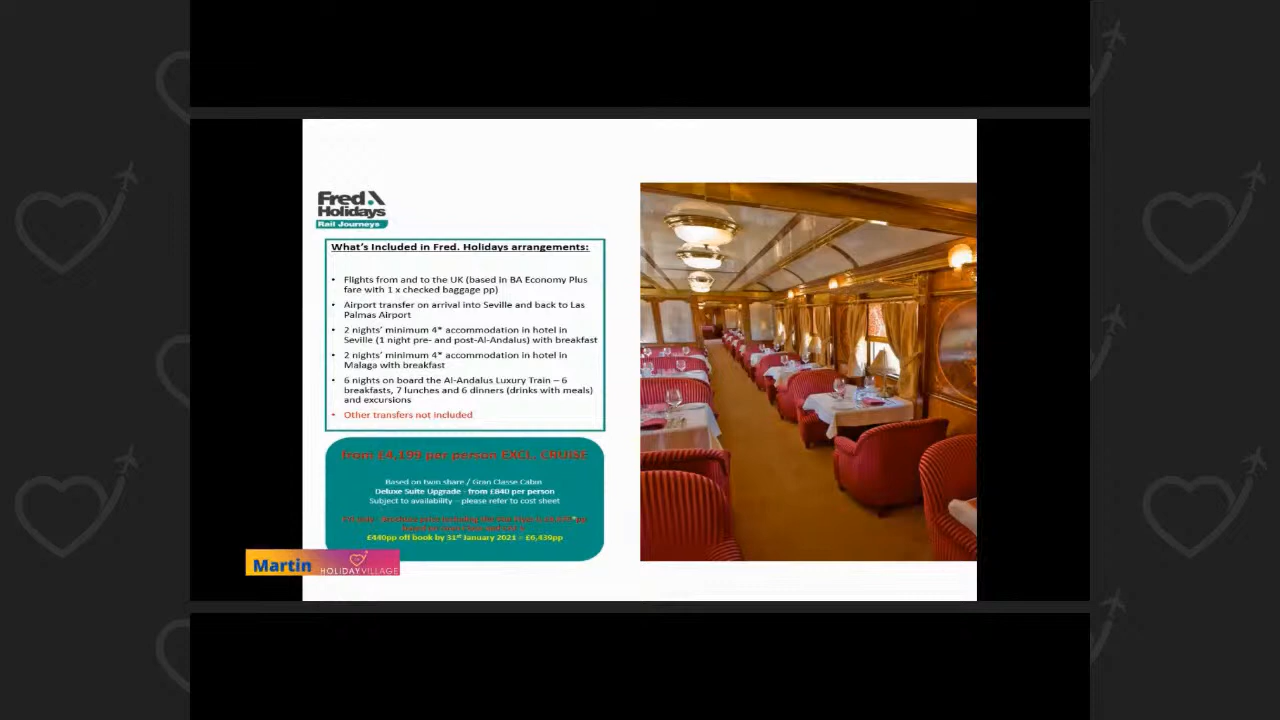 Fred.\
Holidays
Rail Journeys
What's Included in Fred. Holidays arrangements:
• Flights from and to the UK (based in BA Economy Plus
fare with 1 x checked baggage pp)
• Airport transfer on arrival into Seville and back to Las
Palmas Airport
• 2 nights' minimum 4* accommodation in hotel in
Seville (1 night pre- and post-Al-Andalus) with breakfast
• 2 nights' minimum 4* accommodation in hotel in
Malaga with breakfast
• 6 nights on board the Al-Andalus Luxury Train – 6
breakfasts, 7 lunches and 6 dinners (drinks with meals)
and excursions
• Other transfers not included
from £4,199 per person EXCL. CRUISE
Based on twin share / Gran Classe Cabin
Deluxe Suite Upgrade - from £840 per person
Subject to availability – please refer to cost sheet
£440pp off book by 31st January 2021 = £6,439pp
Martin
HOLIDAYVILLAGE